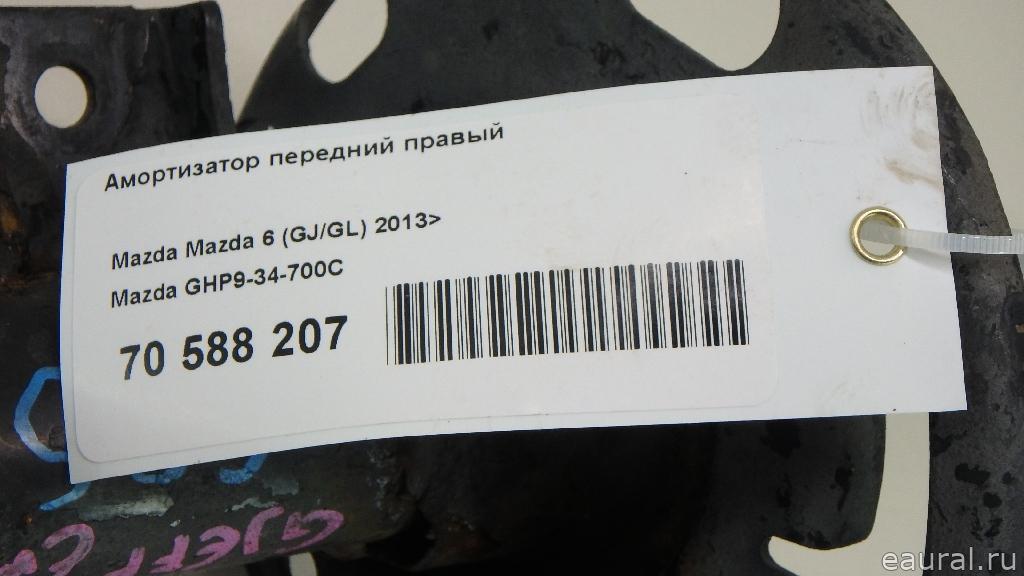 Амортизатор передний правый
Mazda Mazda 6 (GJ/GL) 2013>
Mazda GHP9-34-700C
70 588 207
eaural.ru